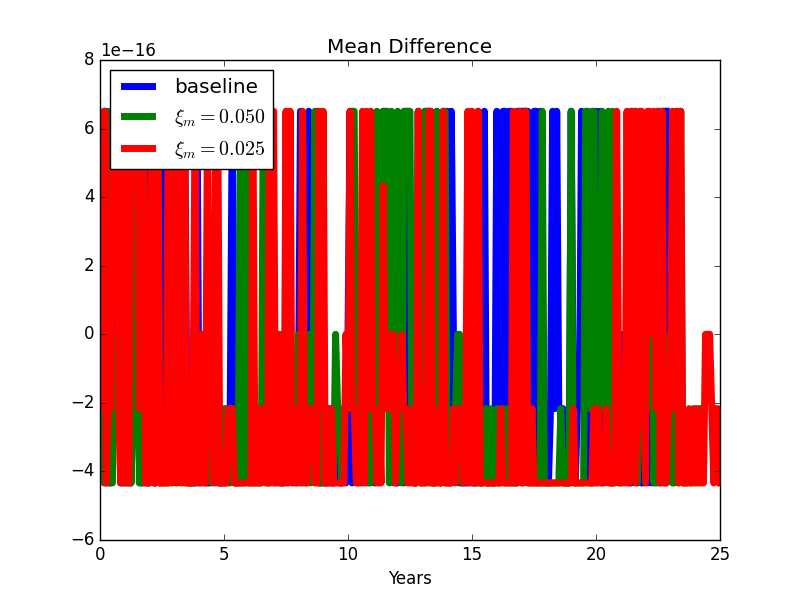 Mean Difference
1e−16
8
6
4
2
0
−2
−4
−6
baseline
ξm = 0.050
ξm = 0.025
0 5 10 15 20 25
Years